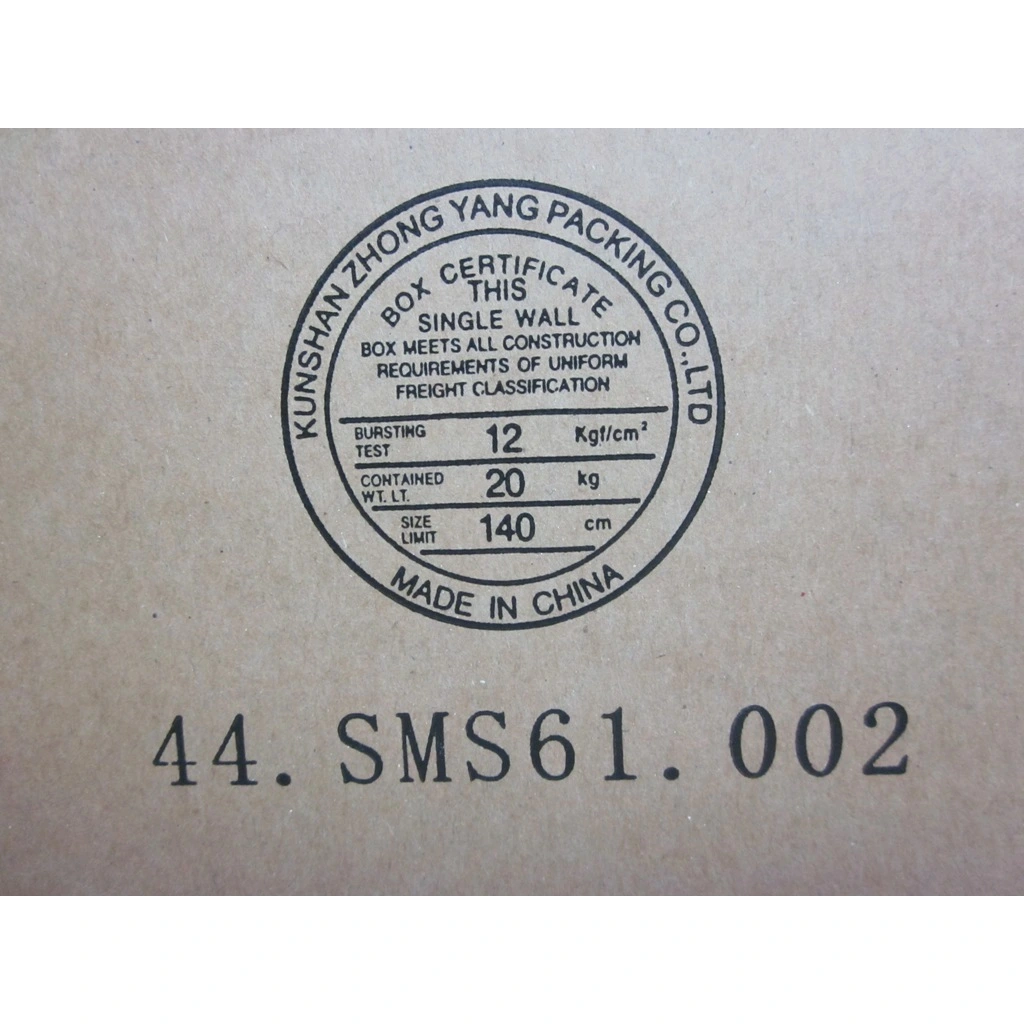 KUNSHAN ZHONG YANG PACKING CO.,LTD
BOX CERTIFICATE
THIS
SINGLE WALL
BOX MEETS ALL CONSTRUCTION
REQUIREMENTS OF UNIFORM
FREIGHT CLASSIFICATION
BURSTING TEST 12 Kgf/cm²
CONTAINED WT. LT. 20 kg
SIZE LIMIT 140 cm
MADE IN CHINA
44.SMS61.002